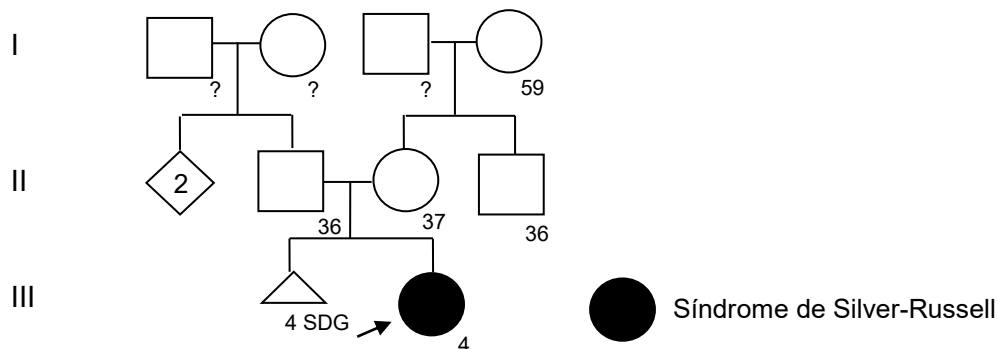 I
? ? ? 59
II
2
36 37 36
III
4 SDG
4
Síndrome de Silver-Russell